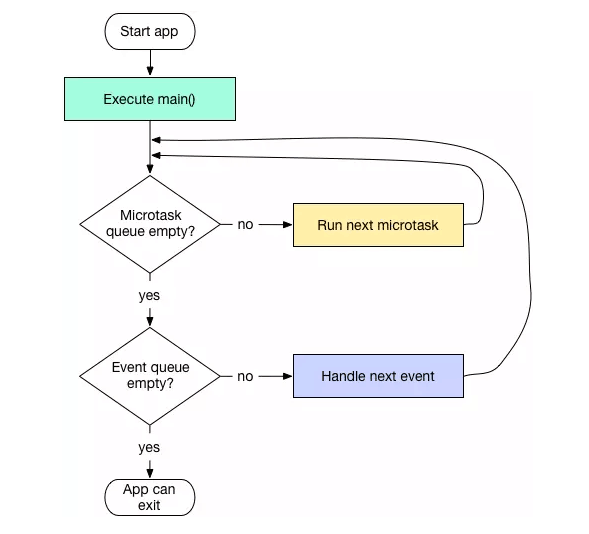 Start app
Execute main()
Microtask
queue empty?
no
Run next microtask
yes
Event queue
empty?
no
Handle next event
yes
App can
exit